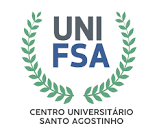 UNI
FSA
CENTRO UNIVERSITÁRIO
SANTO AGOSTINHO